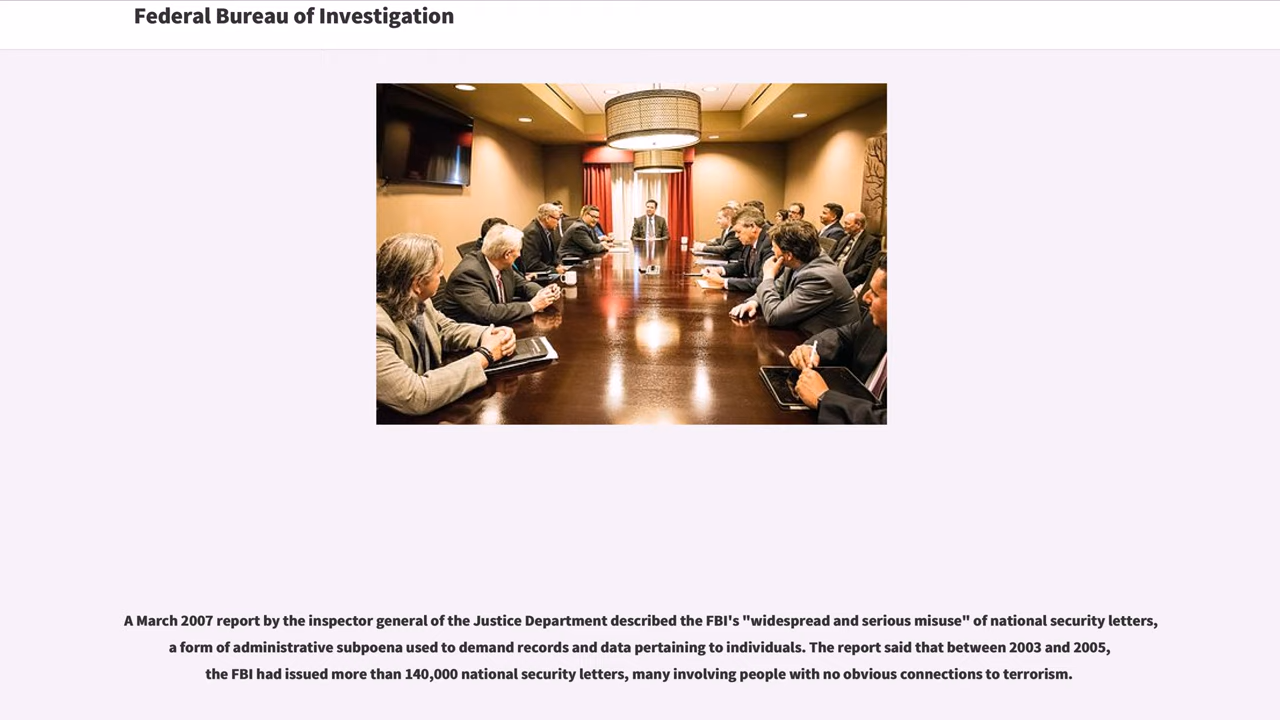 Federal Bureau of Investigation
A March 2007 report by the inspector general of the Justice Department described the FBI's "widespread and serious misuse" of national security letters,
a form of administrative subpoena used to demand records and data pertaining to individuals. The report said that between 2003 and 2005,
the FBI had issued more than 140,000 national security letters, many involving people with no obvious connections to terrorism.